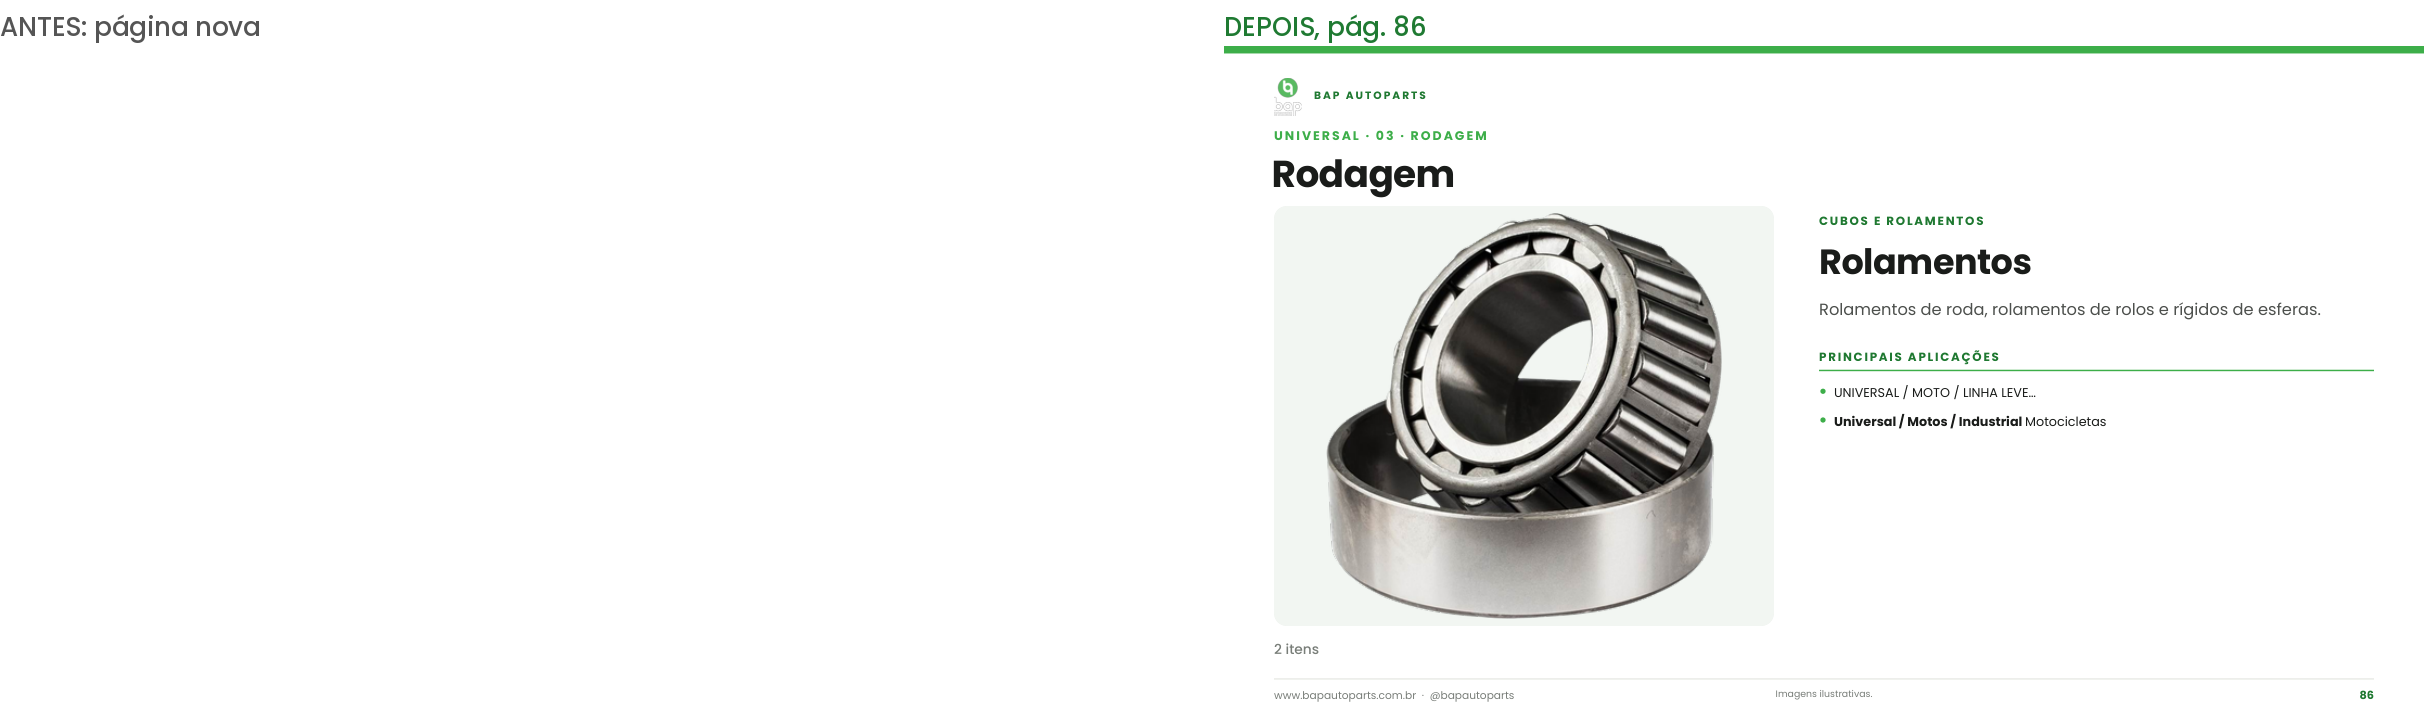 ANTES: página nova
DEPOIS, pág. 86
bap
BAP AUTOPARTS
UNIVERSAL · 03 · RODAGEM
Rodagem
CUBOS E ROLAMENTOS
Rolamentos
Rolamentos de roda, rolamentos de rolos e rígidos de esferas.
PRINCIPAIS APLICAÇÕES
• UNIVERSAL / MOTO / LINHA LEVE…
• Universal / Motos / Industrial Motocicletas
2 itens
www.bapautoparts.com.br · @bapautoparts
Imagens ilustrativas.
86